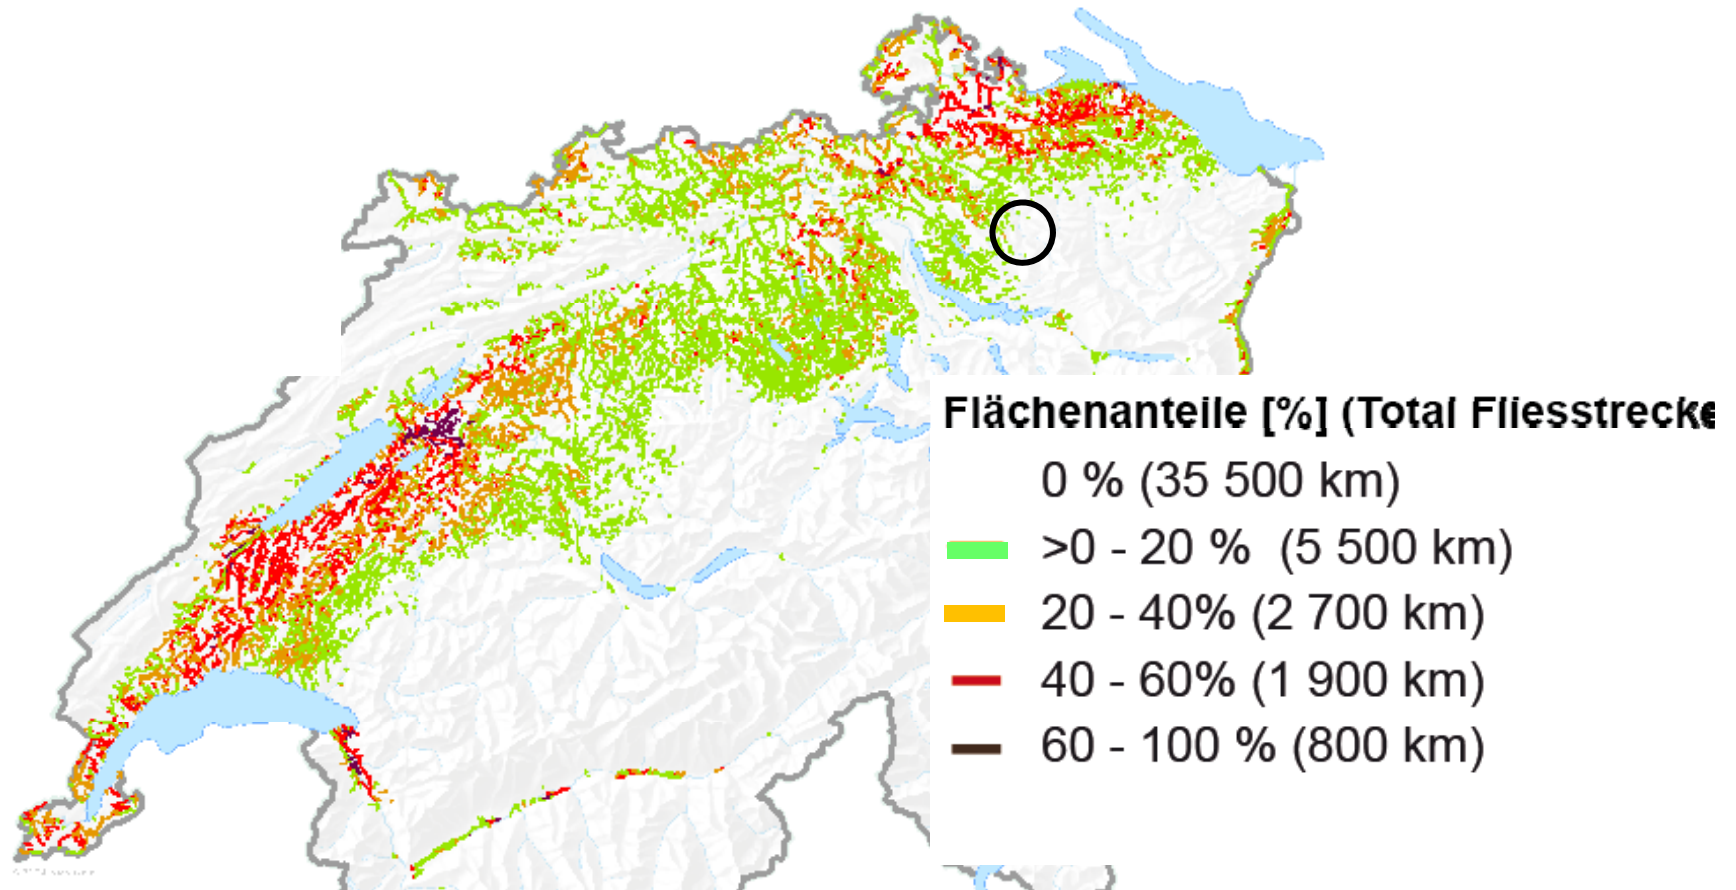 Flächenanteile [%] (Total Fliesstrecke
0 % (35 500 km)
>0 - 20 % (5 500 km)
20 - 40% (2 700 km)
40 - 60% (1 900 km)
60 - 100 % (800 km)